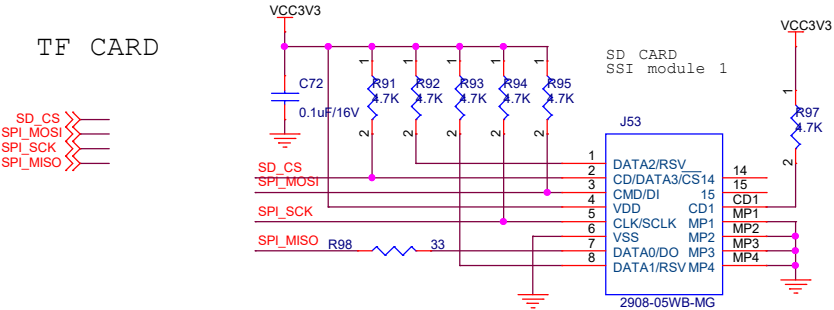 VCC3V3
VCC3V3
TF CARD
SD CARD
SSI module 1
C72
0.1uF/16V
1
R91
4.7K
2
1
R92
4.7K
2
1
R93
4.7K
2
1
R94
4.7K
2
1
R95
4.7K
2
1
R97
4.7K
2
J53
SD_CS
SPI_MOSI
SPI_SCK
SPI_MISO
SD_CS
SPI_MOSI
SPI_SCK
SPI_MISO
R98
33
1 DATA2/RSV
2 CD/DATA3/CS 14 14
3 CMD/DI 15 15
4 VDD CD1 CD1
5 CLK/SCLK MP1 MP1
6 VSS MP2 MP2
7 DATA0/DO MP3 MP3
8 DATA1/RSV MP4 MP4
2908-05WB-MG